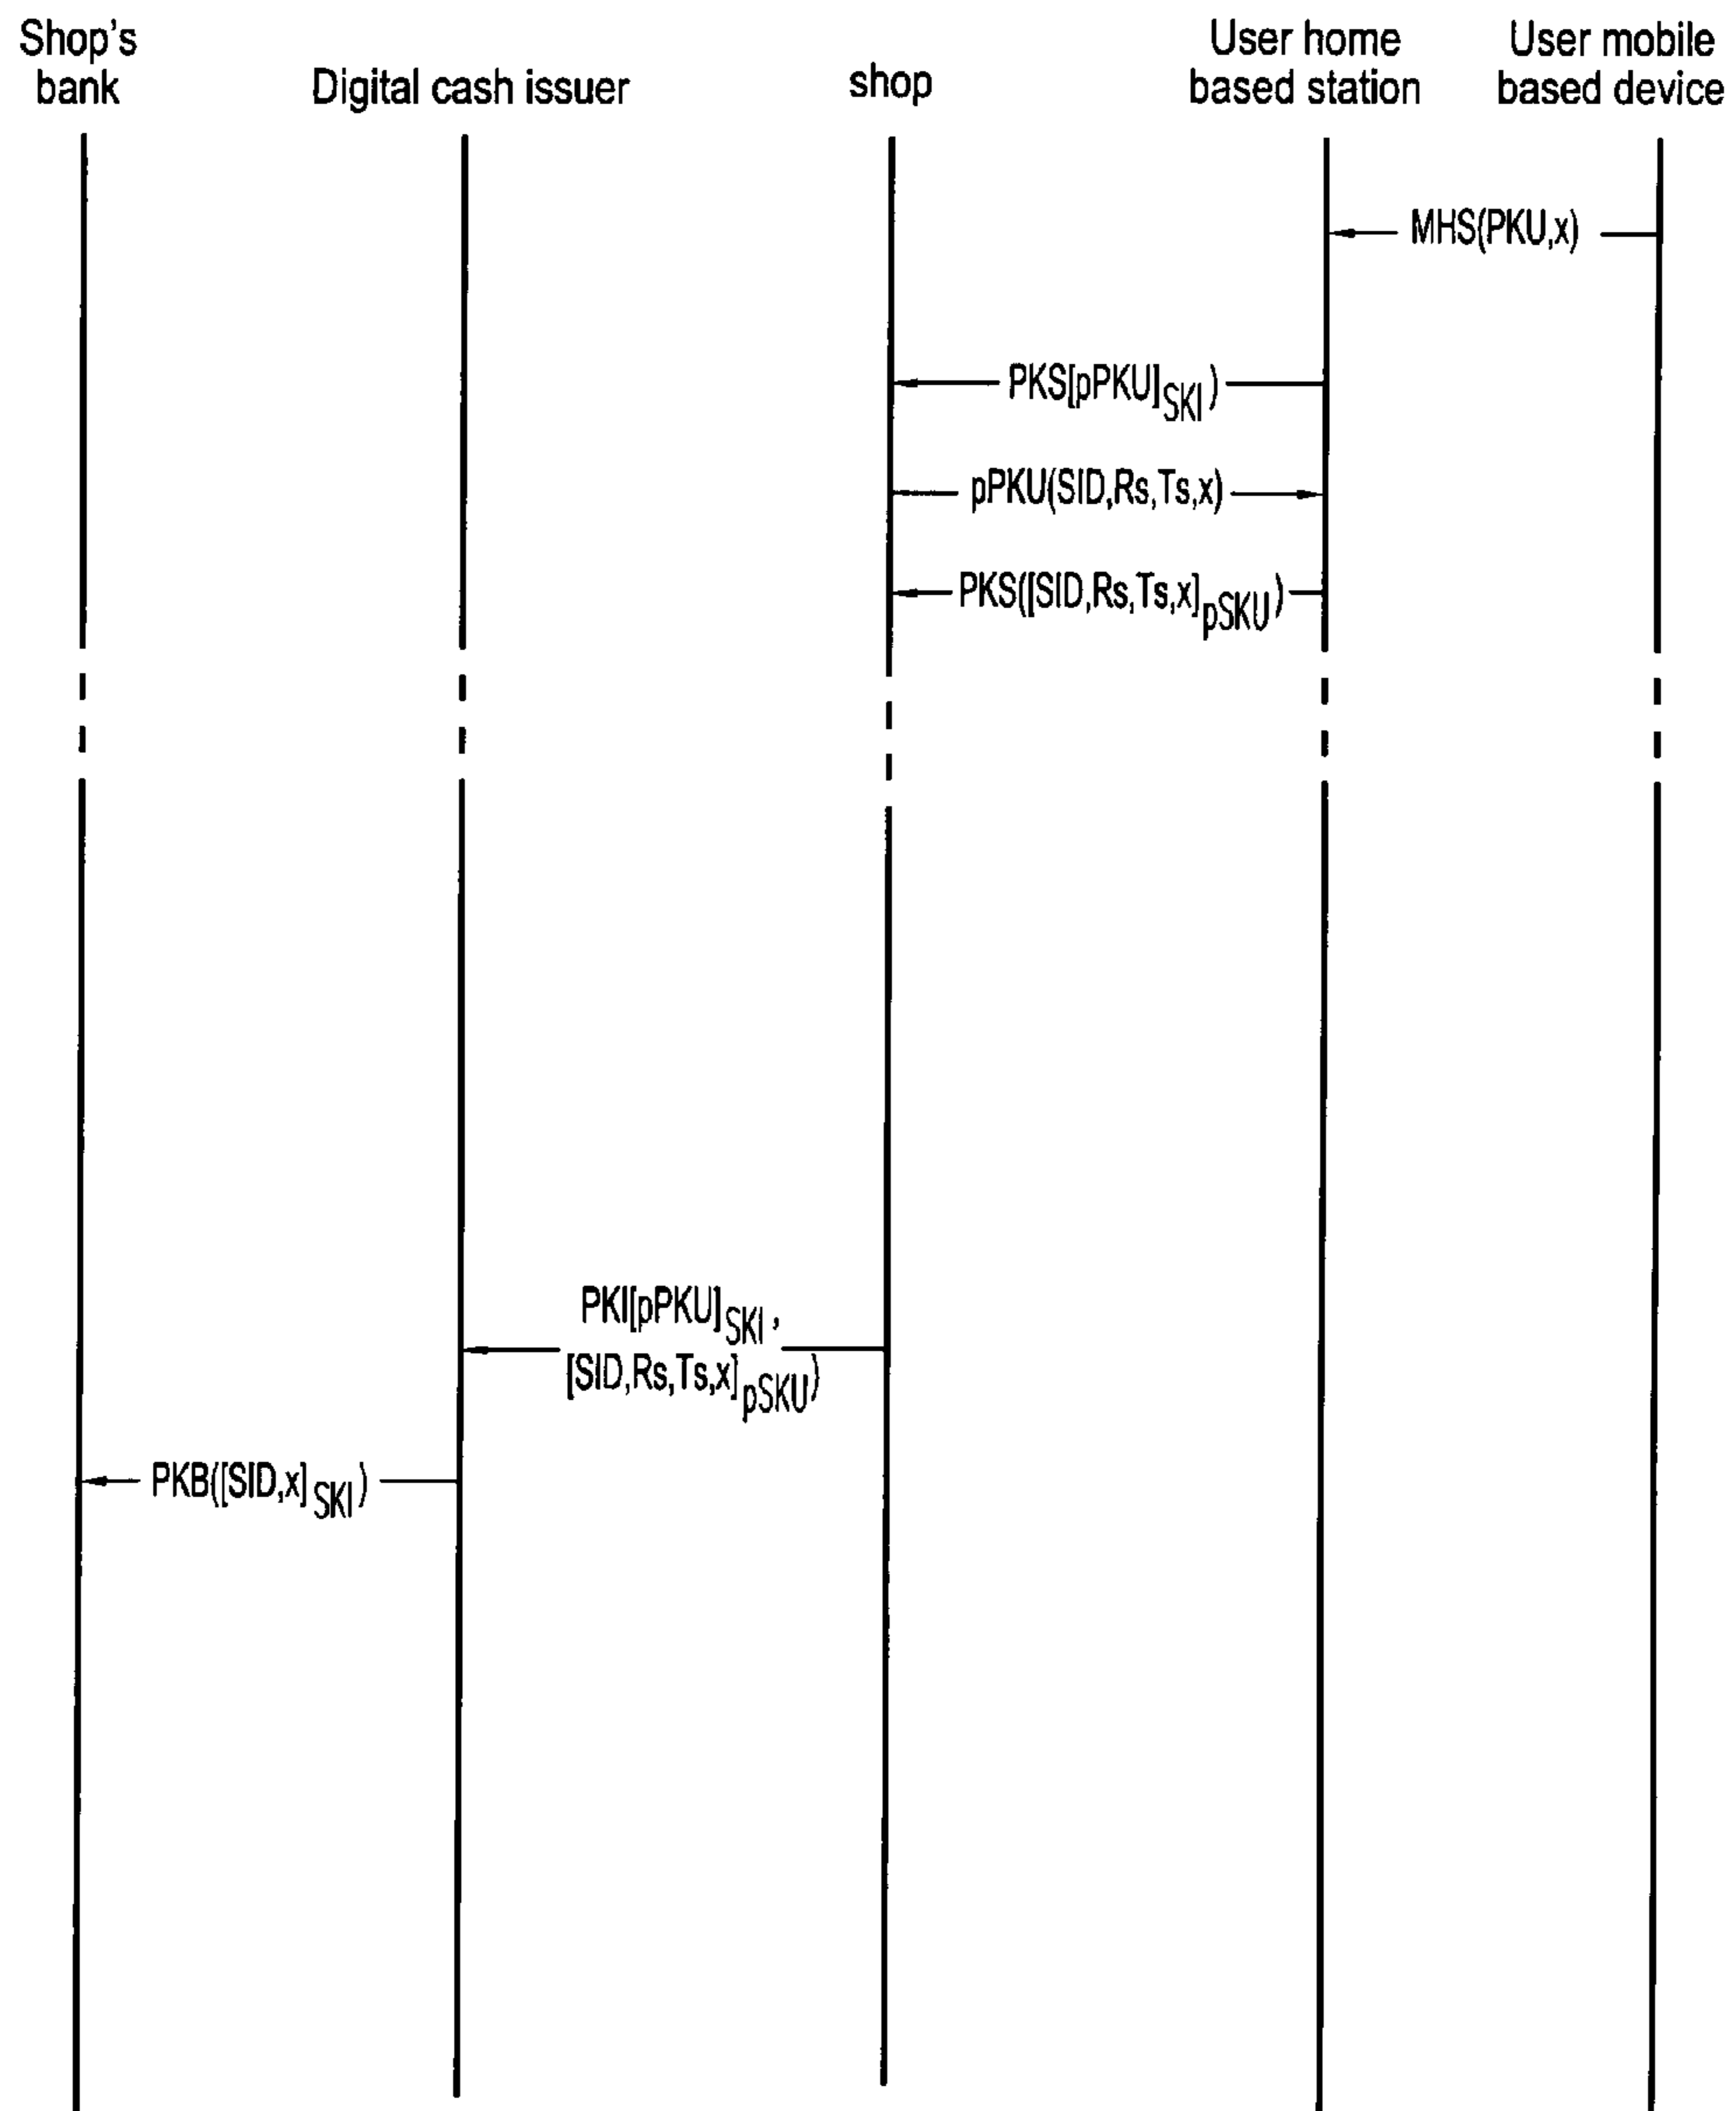 Shop's
bank
Digital cash issuer
shop
User home
based station
User mobile
based device
MHS(PKU,x)
PKS[pPKU]SKI)
pPKU(SID,Rs,Ts,x)
PKS([SID,Rs,Ts,x]pSKU)
PKI[pPKU]SKI,
[SID,Rs,Ts,x]pSKU)
PKB([SID,x]SKI)